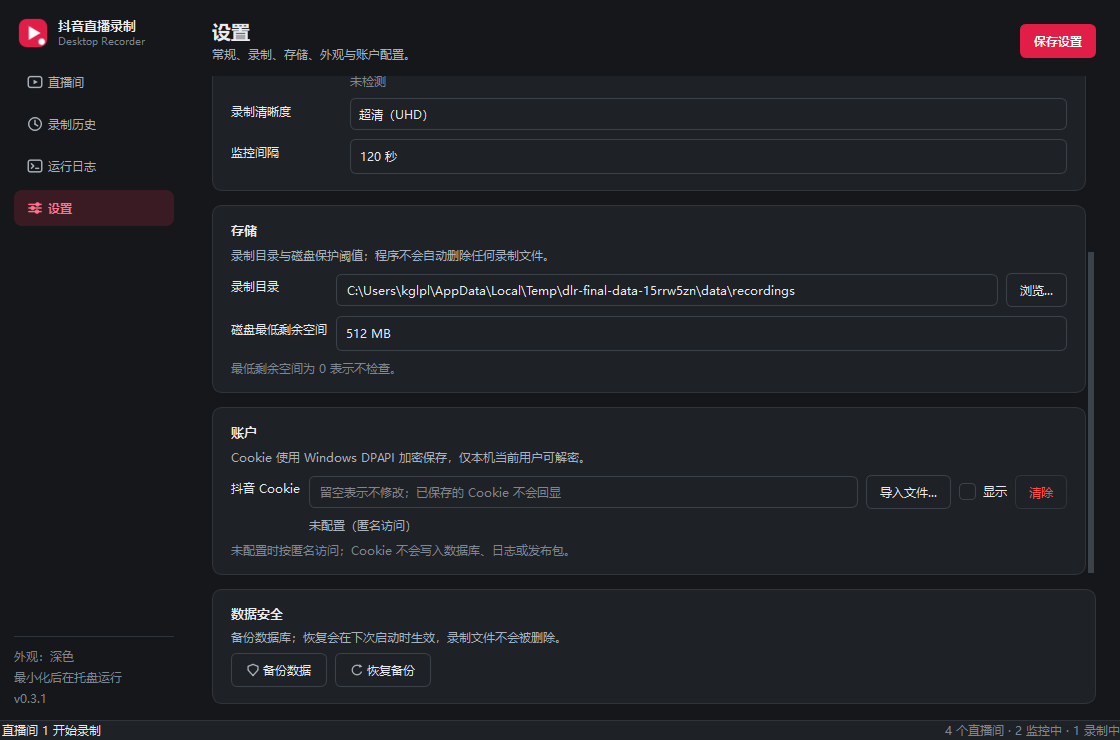 抖音直播录制
Desktop Recorder
直播间
录制历史
运行日志
设置
外观：深色
最小化后在托盘运行
v0.3.1
设置
常规、录制、存储、外观与账户配置。
保存设置
未检测
录制清晰度
超清（UHD）
监控间隔
120 秒
存储
录制目录与磁盘保护阈值；程序不会自动删除任何录制文件。
录制目录
C:\Users\kglpl\AppData\Local\Temp\dlr-final-data-15rrw5zn\data\recordings
浏览...
磁盘最低剩余空间
512 MB
最低剩余空间为 0 表示不检查。
账户
Cookie 使用 Windows DPAPI 加密保存，仅本机当前用户可解密。
抖音 Cookie
留空表示不修改；已保存的 Cookie 不会回显
导入文件...
显示
清除
未配置（匿名访问）
未配置时按匿名访问；Cookie 不会写入数据库、日志或发布包。
数据安全
备份数据库；恢复会在下次启动时生效，录制文件不会被删除。
备份数据
恢复备份
直播间 1 开始录制
4 个直播间 · 2 监控中 · 1 录制中